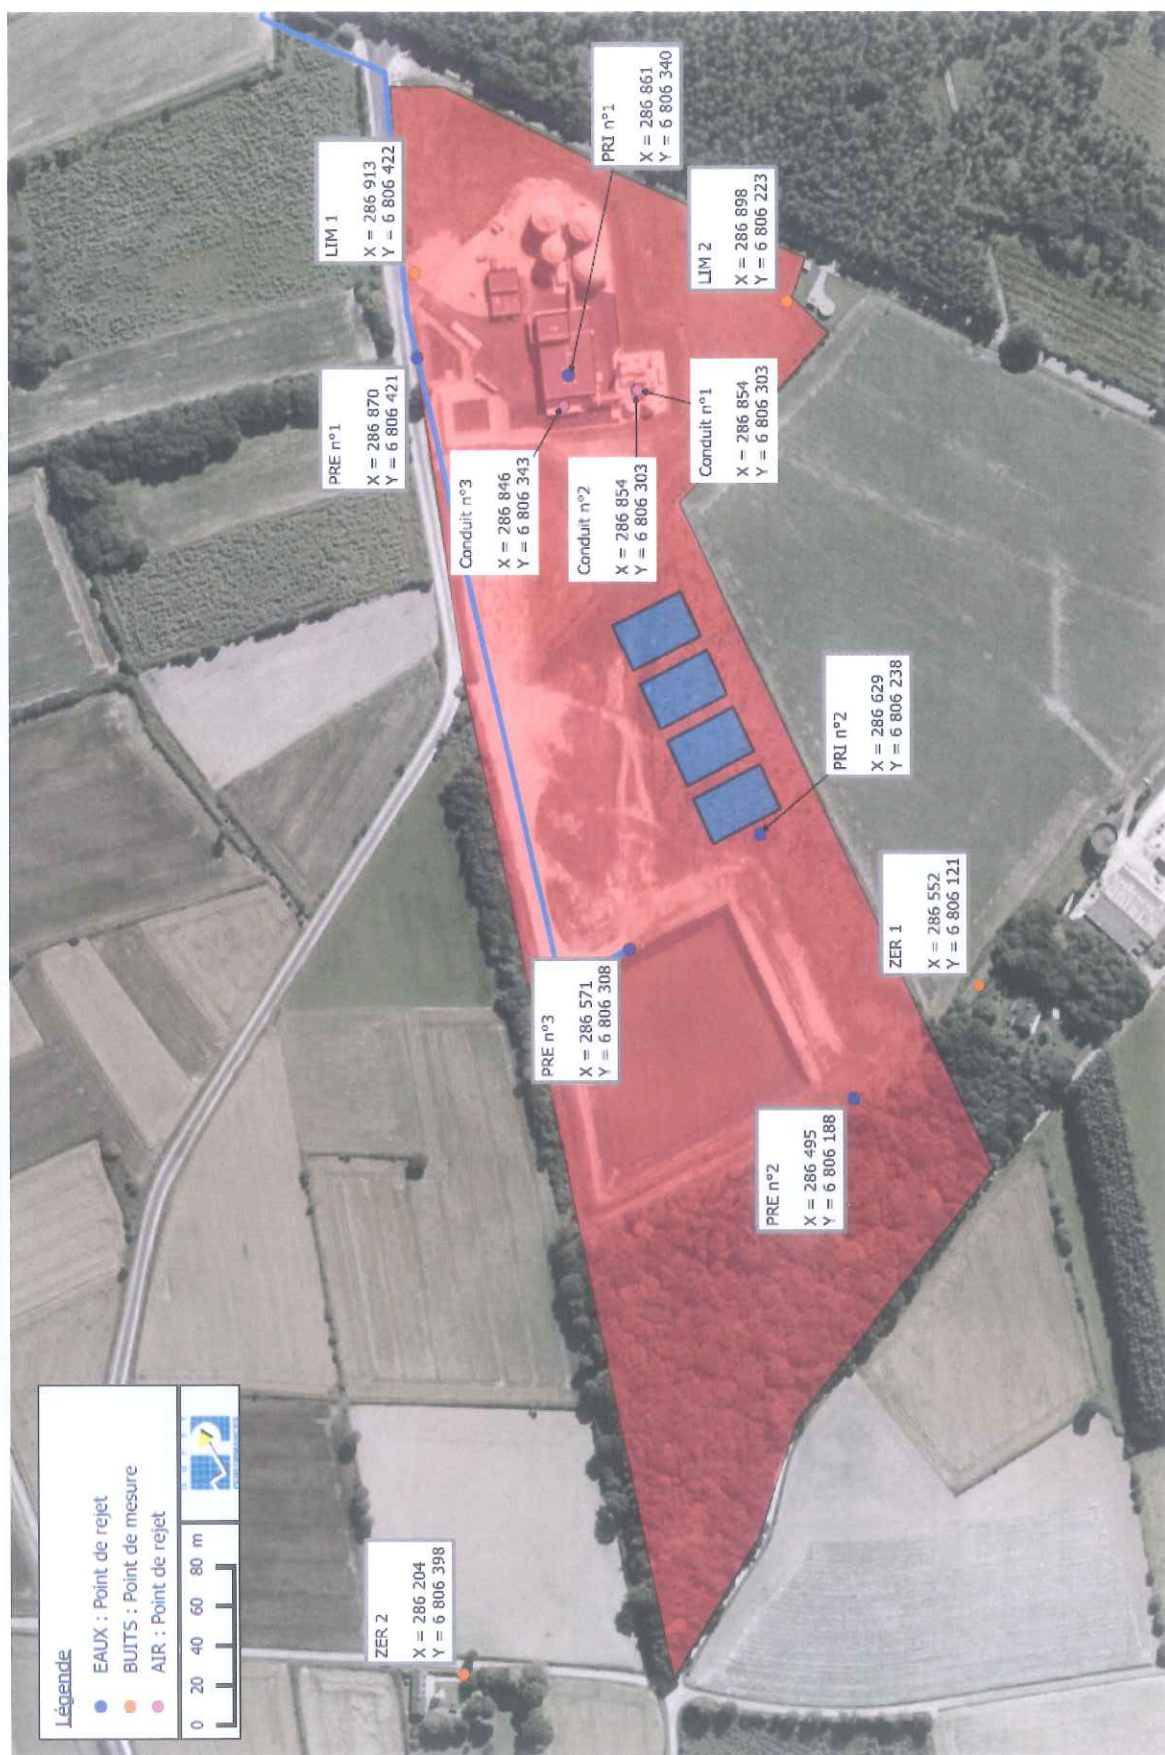 Légende
EAUX : Point de rejet
BUITS : Point de mesure
AIR : Point de rejet
0 20 40 60 80 m
ZER 2
X = 286 204
Y = 6 806 398
PRE n°3
X = 286 571
Y = 6 806 308
PRE n°2
X = 286 495
Y = 6 806 188
ZER 1
X = 286 552
Y = 6 806 121
PRI n°2
X = 286 629
Y = 6 806 238
Conduit n°3
X = 286 846
Y = 6 806 343
Conduit n°2
X = 286 854
Y = 6 806 303
Conduit n°1
X = 286 854
Y = 6 806 303
PRE n°1
X = 286 870
Y = 6 806 421
LIM 1
X = 286 913
Y = 6 806 422
LIM 2
X = 286 898
Y = 6 806 223
PRI n°1
X = 286 861
Y = 6 806 340